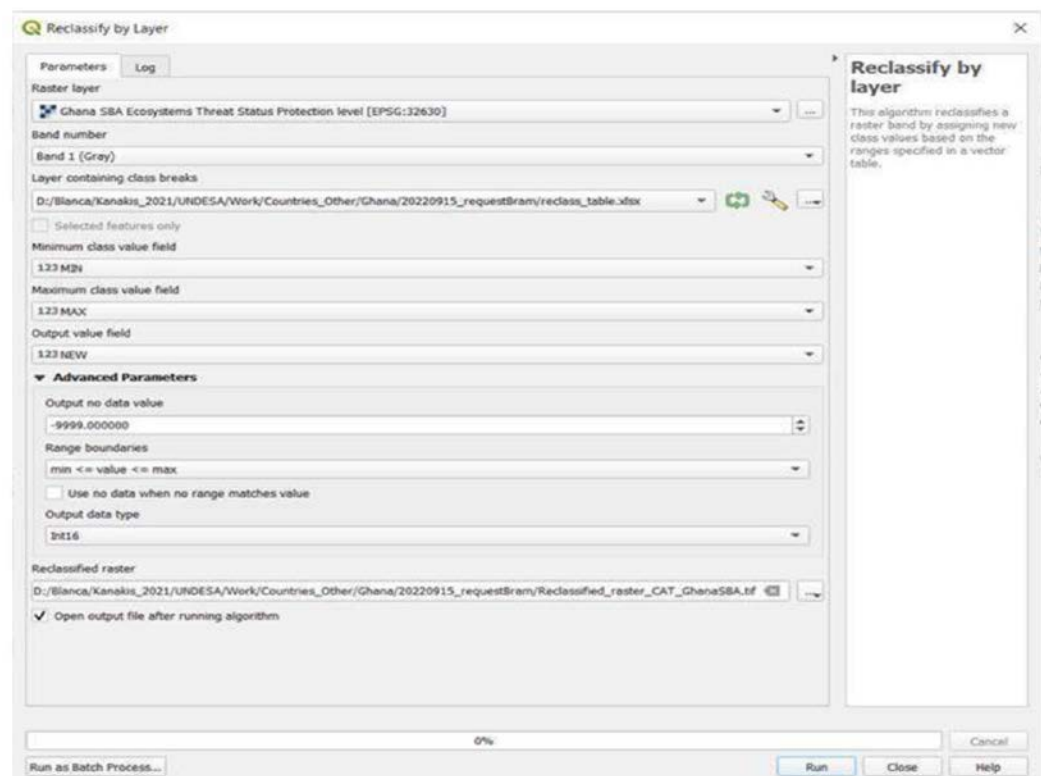 Reclassify by Layer
Parameters
Log
Raster layer
Ghana SBA Ecosystems Threat Status Protection level [EPSG:32630]
...
Band number
Band 1 (Gray)
Layer containing class breaks
D:/Blanca/Kanakis_2021/UNDESA/Work/Countries_Other/Ghana/20220915_requestBram/reclass_table.xlsx
...
Selected features only
Minimum class value field
123 MIN
Maximum class value field
123 MAX
Output value field
123 NEW
Advanced Parameters
Output no data value
-9999.000000
Range boundaries
min <= value <= max
Use no data when no range matches value
Output data type
Int16
Reclassified raster
D:/Blanca/Kanakis_2021/UNDESA/Work/Countries_Other/Ghana/20220915_requestBram/Reclassified_raster_CAT_GhanaSBA.tif
...
Open output file after running algorithm
Reclassify by
layer
This algorithm reclassifies a
raster band by assigning new
class values based on the
ranges specified in a vector
table.
0%
Cancel
Run as Batch Process...
Run
Close
Help